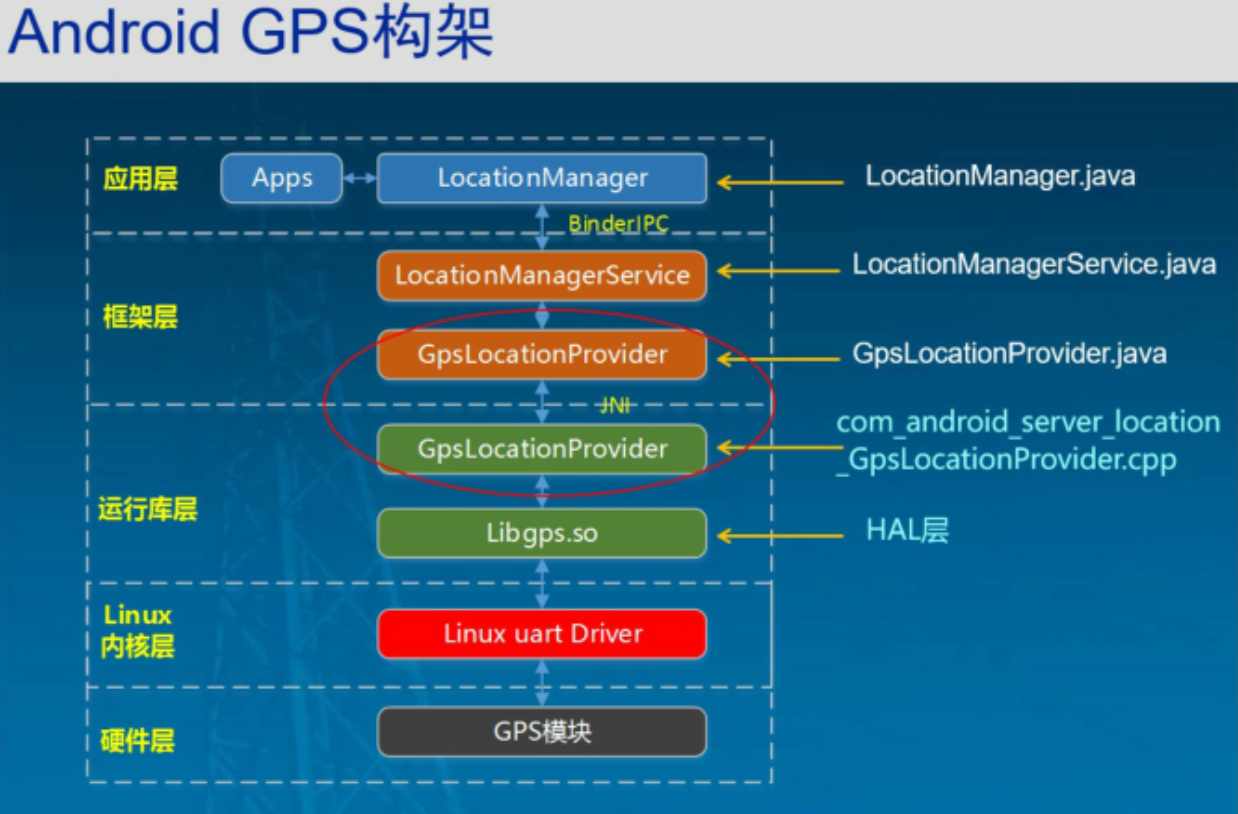 Android GPS构架
应用层
Apps
LocationManager
LocationManager.java
BinderIPC
LocationManagerService
LocationManagerService.java
框架层
GpsLocationProvider
GpsLocationProvider.java
JNI
GpsLocationProvider
com_android_server_location
_GpsLocationProvider.cpp
运行库层
Libgps.so
HAL层
Linux
内核层
Linux uart Driver
硬件层
GPS模块